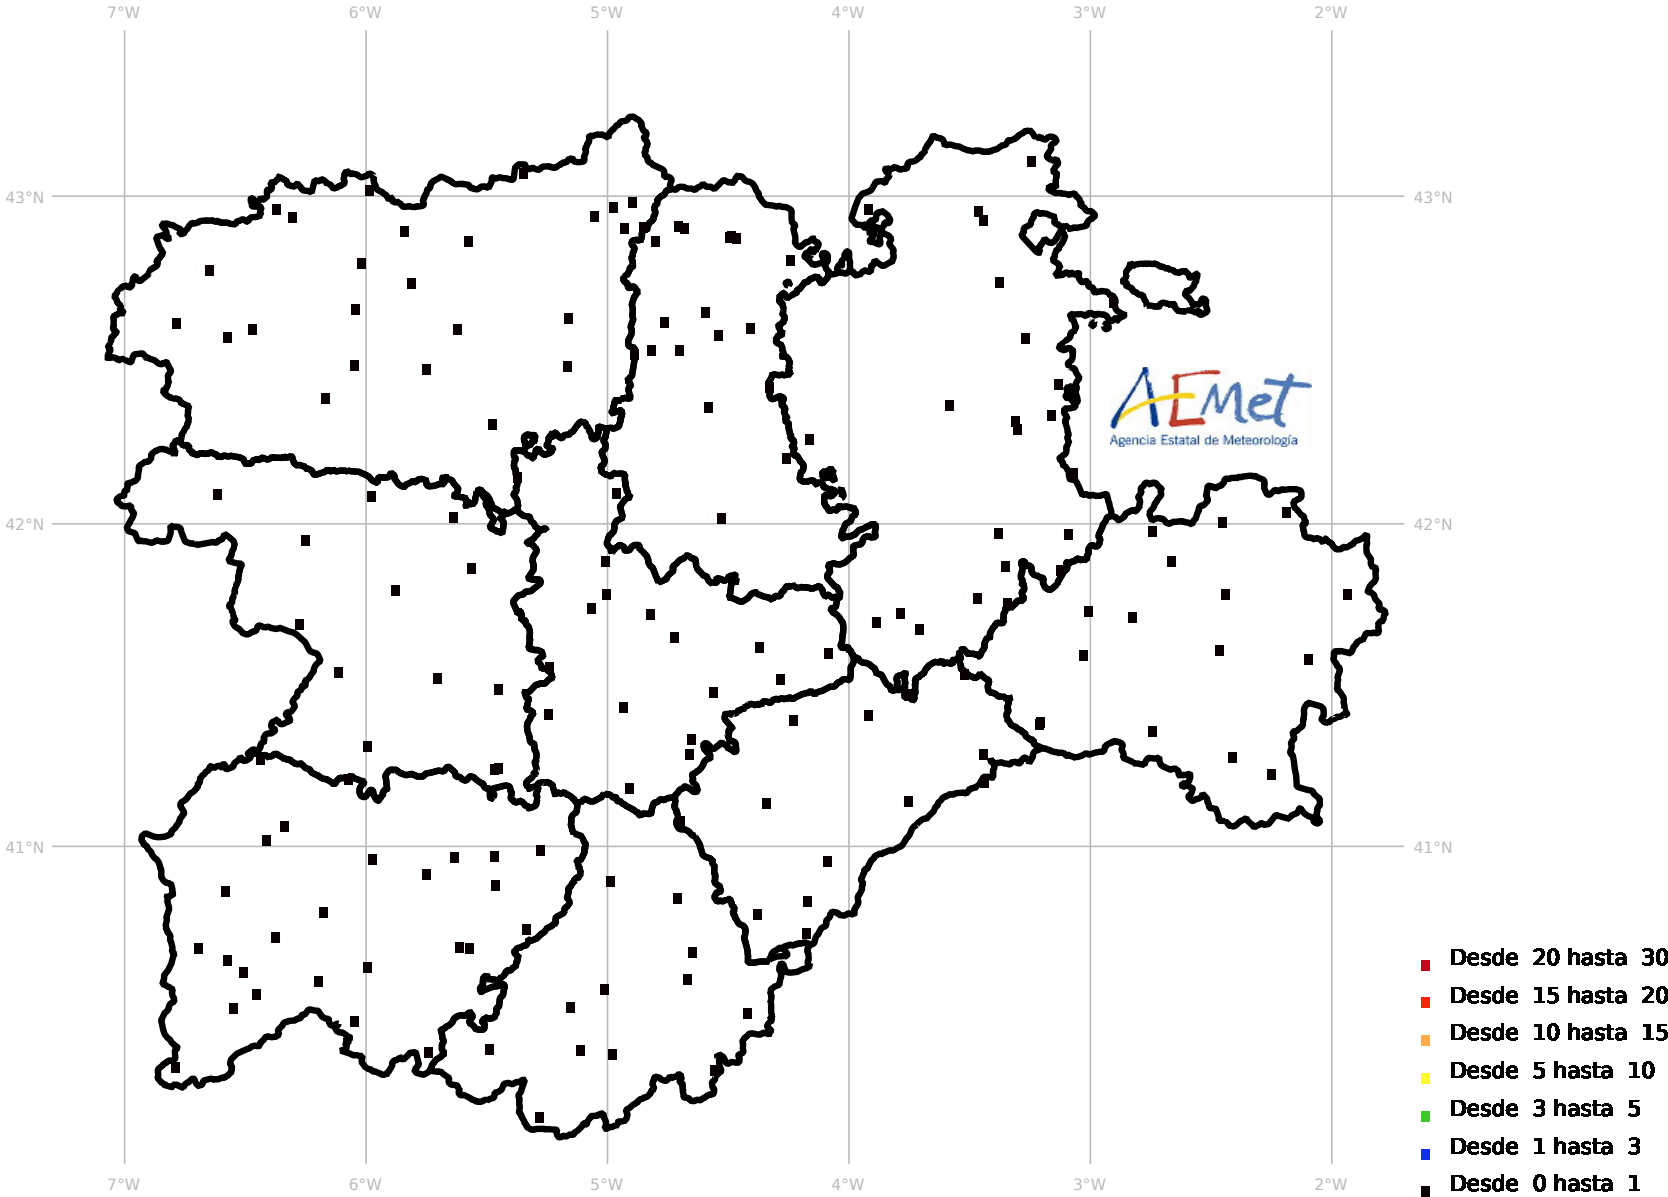 7°W 6°W 5°W 4°W 3°W 2°W
43°N 43°N
AEMet
Agencia Estatal de Meteorología
42°N 42°N
41°N 41°N
Desde 20 hasta 30
Desde 15 hasta 20
Desde 10 hasta 15
Desde 5 hasta 10
Desde 3 hasta 5
Desde 1 hasta 3
Desde 0 hasta 1
7°W 6°W 5°W 4°W 3°W 2°W